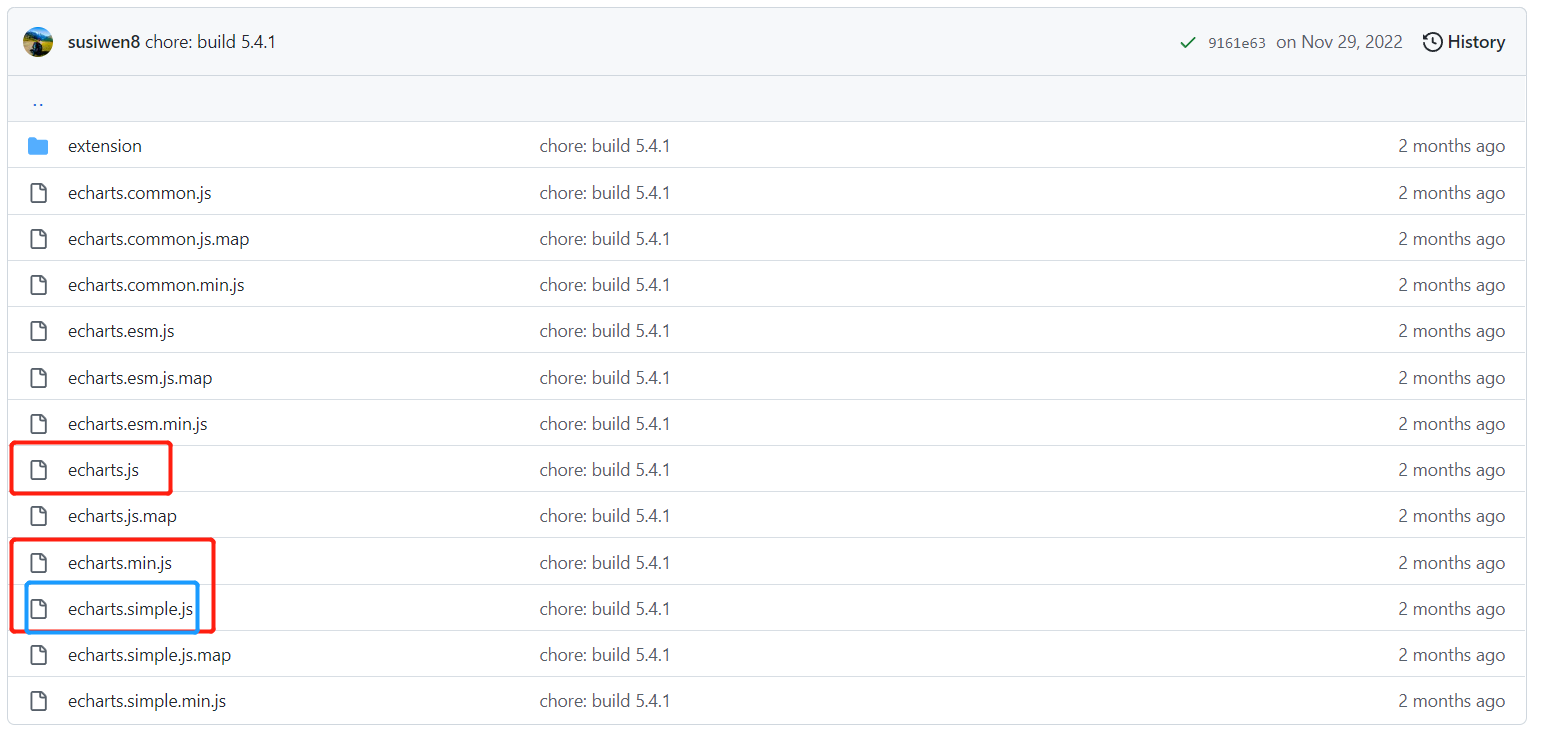 susiwen8 chore: build 5.4.1 9161e63 on Nov 29, 2022 History
..
extension chore: build 5.4.1 2 months ago
echarts.common.js chore: build 5.4.1 2 months ago
echarts.common.js.map chore: build 5.4.1 2 months ago
echarts.common.min.js chore: build 5.4.1 2 months ago
echarts.esm.js chore: build 5.4.1 2 months ago
echarts.esm.js.map chore: build 5.4.1 2 months ago
echarts.esm.min.js chore: build 5.4.1 2 months ago
echarts.js chore: build 5.4.1 2 months ago
echarts.js.map chore: build 5.4.1 2 months ago
echarts.min.js chore: build 5.4.1 2 months ago
echarts.simple.js chore: build 5.4.1 2 months ago
echarts.simple.js.map chore: build 5.4.1 2 months ago
echarts.simple.min.js chore: build 5.4.1 2 months ago